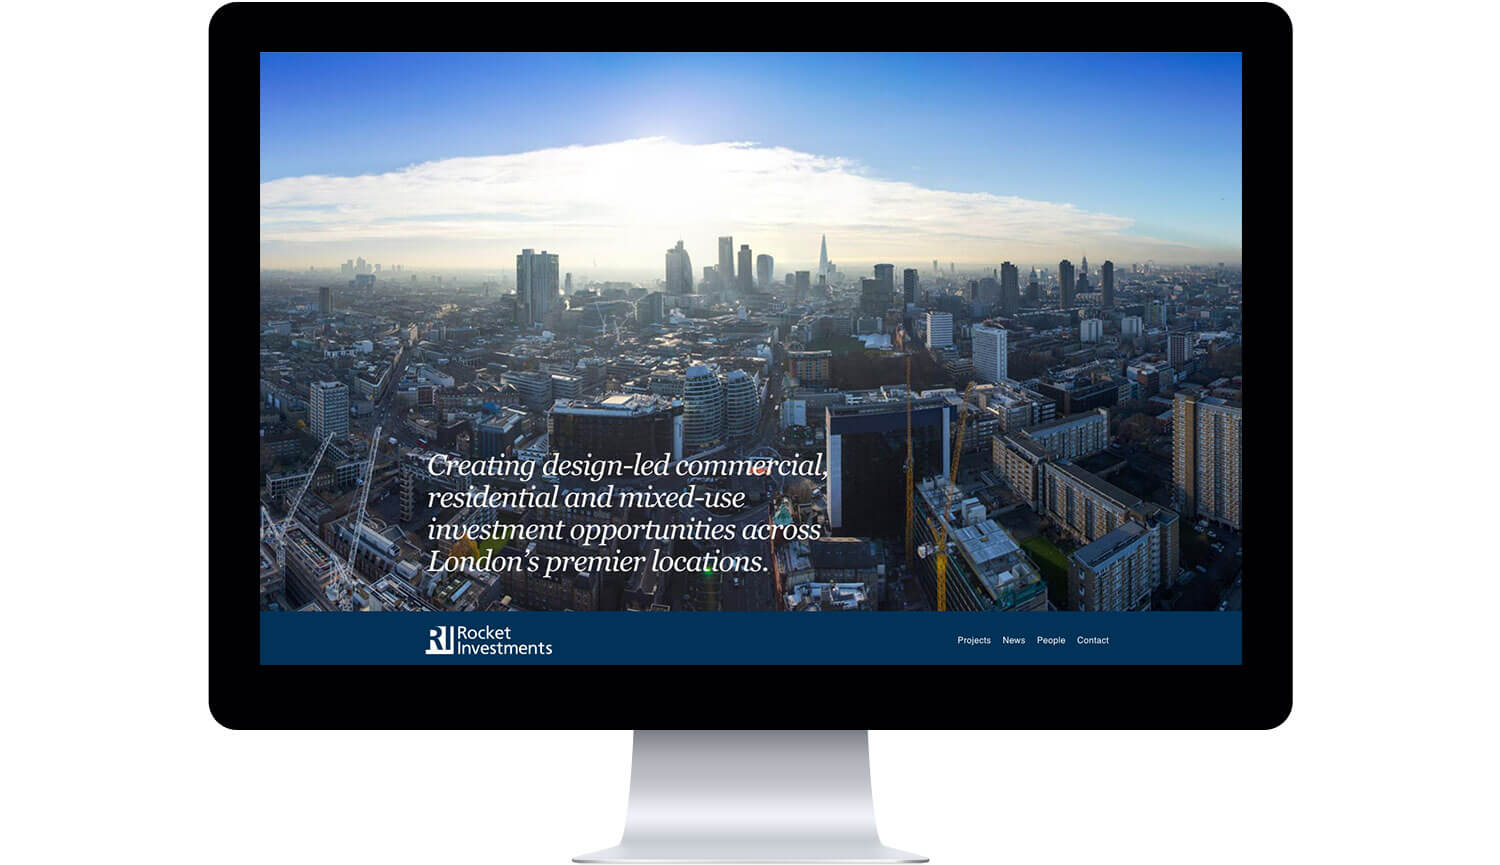 Creating design-led commercial,
residential and mixed-use
investment opportunities across
London’s premier locations.
RI Rocket
Investments
Projects News People Contact